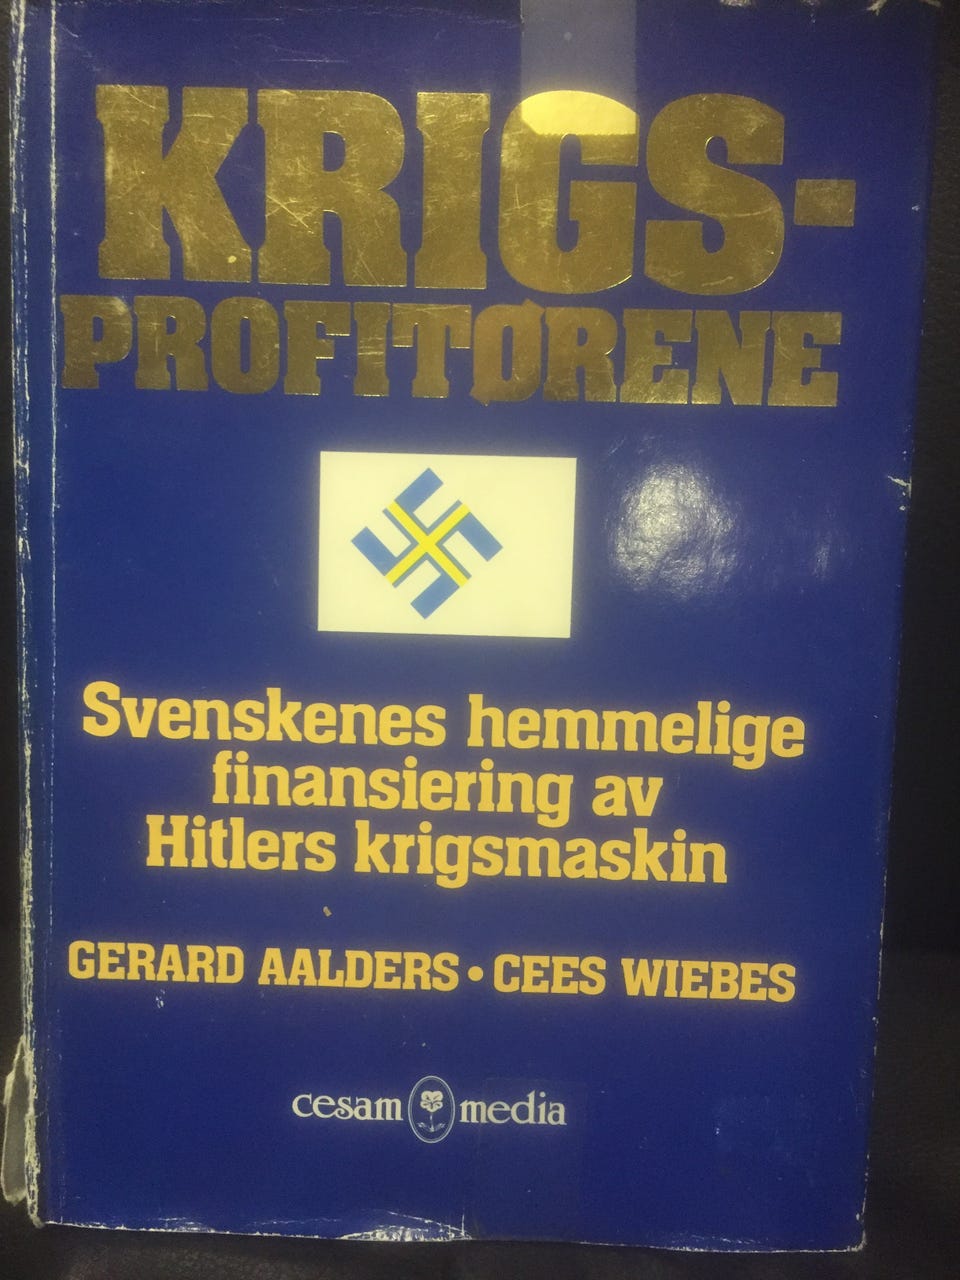 KRIGS-
PROFITØRENE
Svenskenes hemmelige
finansiering av
Hitlers krigsmaskin
GERARD AALDERS • CEES WIEBES
cesam media